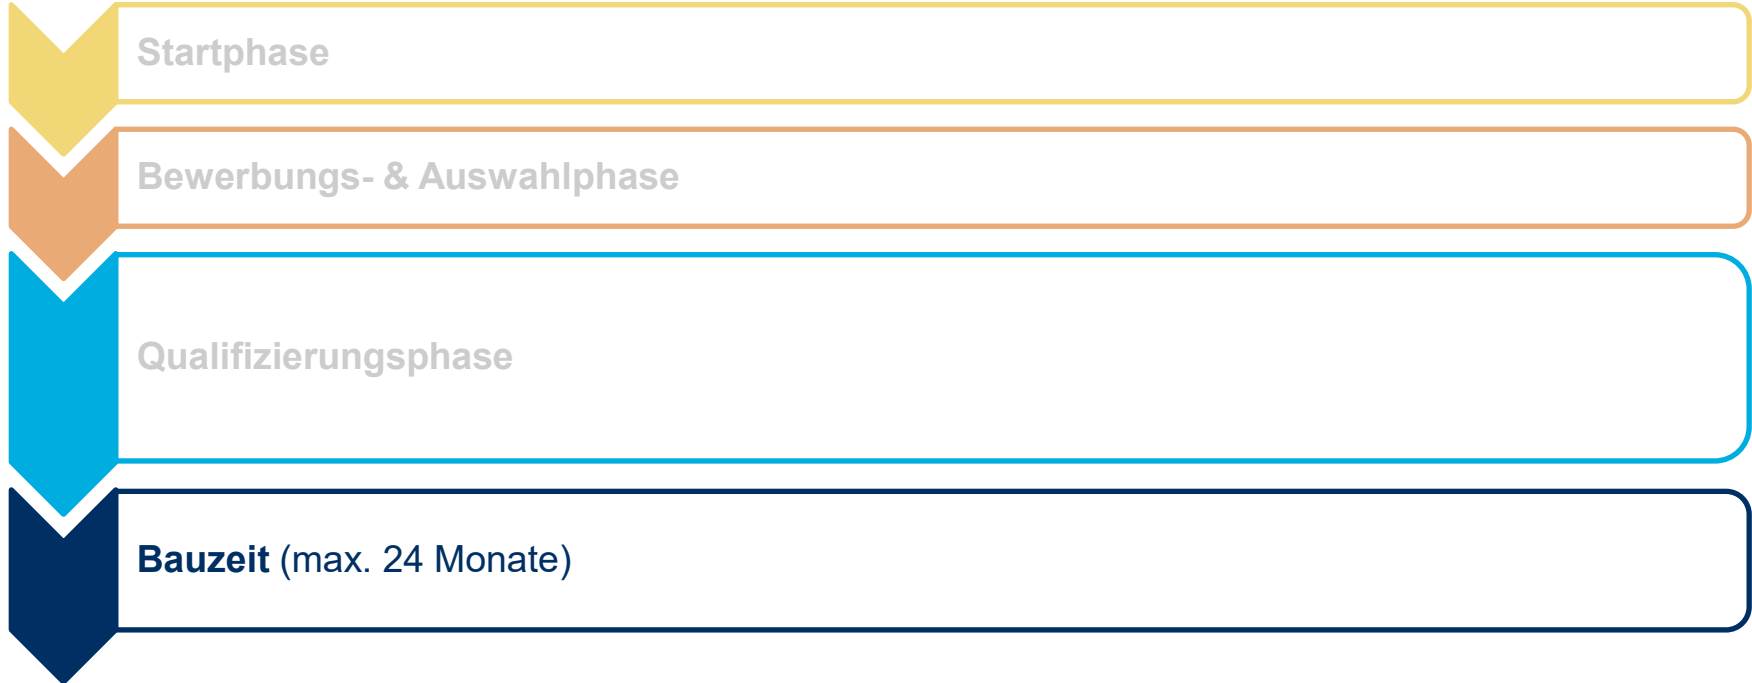 Startphase
Bewerbungs- & Auswahlphase
Qualifizierungsphase
Bauzeit (max. 24 Monate)